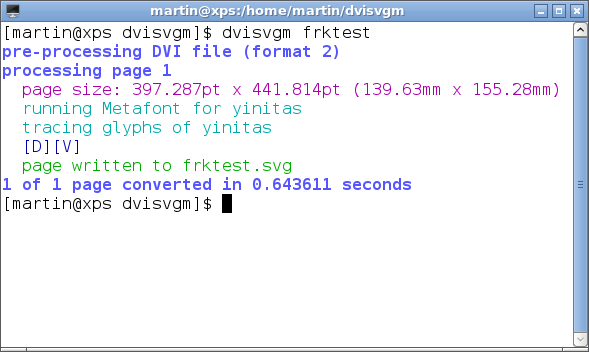 martin@xps:/home/martin/dvisvgm
[martin@xps dvisvgm]$ dvisvgm frktest
pre-processing DVI file (format 2)
processing page 1
page size: 397.287pt x 441.814pt (139.63mm x 155.28mm)
running Metafont for yinitas
tracing glyphs of yinitas
[D][V]
page written to frktest.svg
1 of 1 page converted in 0.643611 seconds
[martin@xps dvisvgm]$